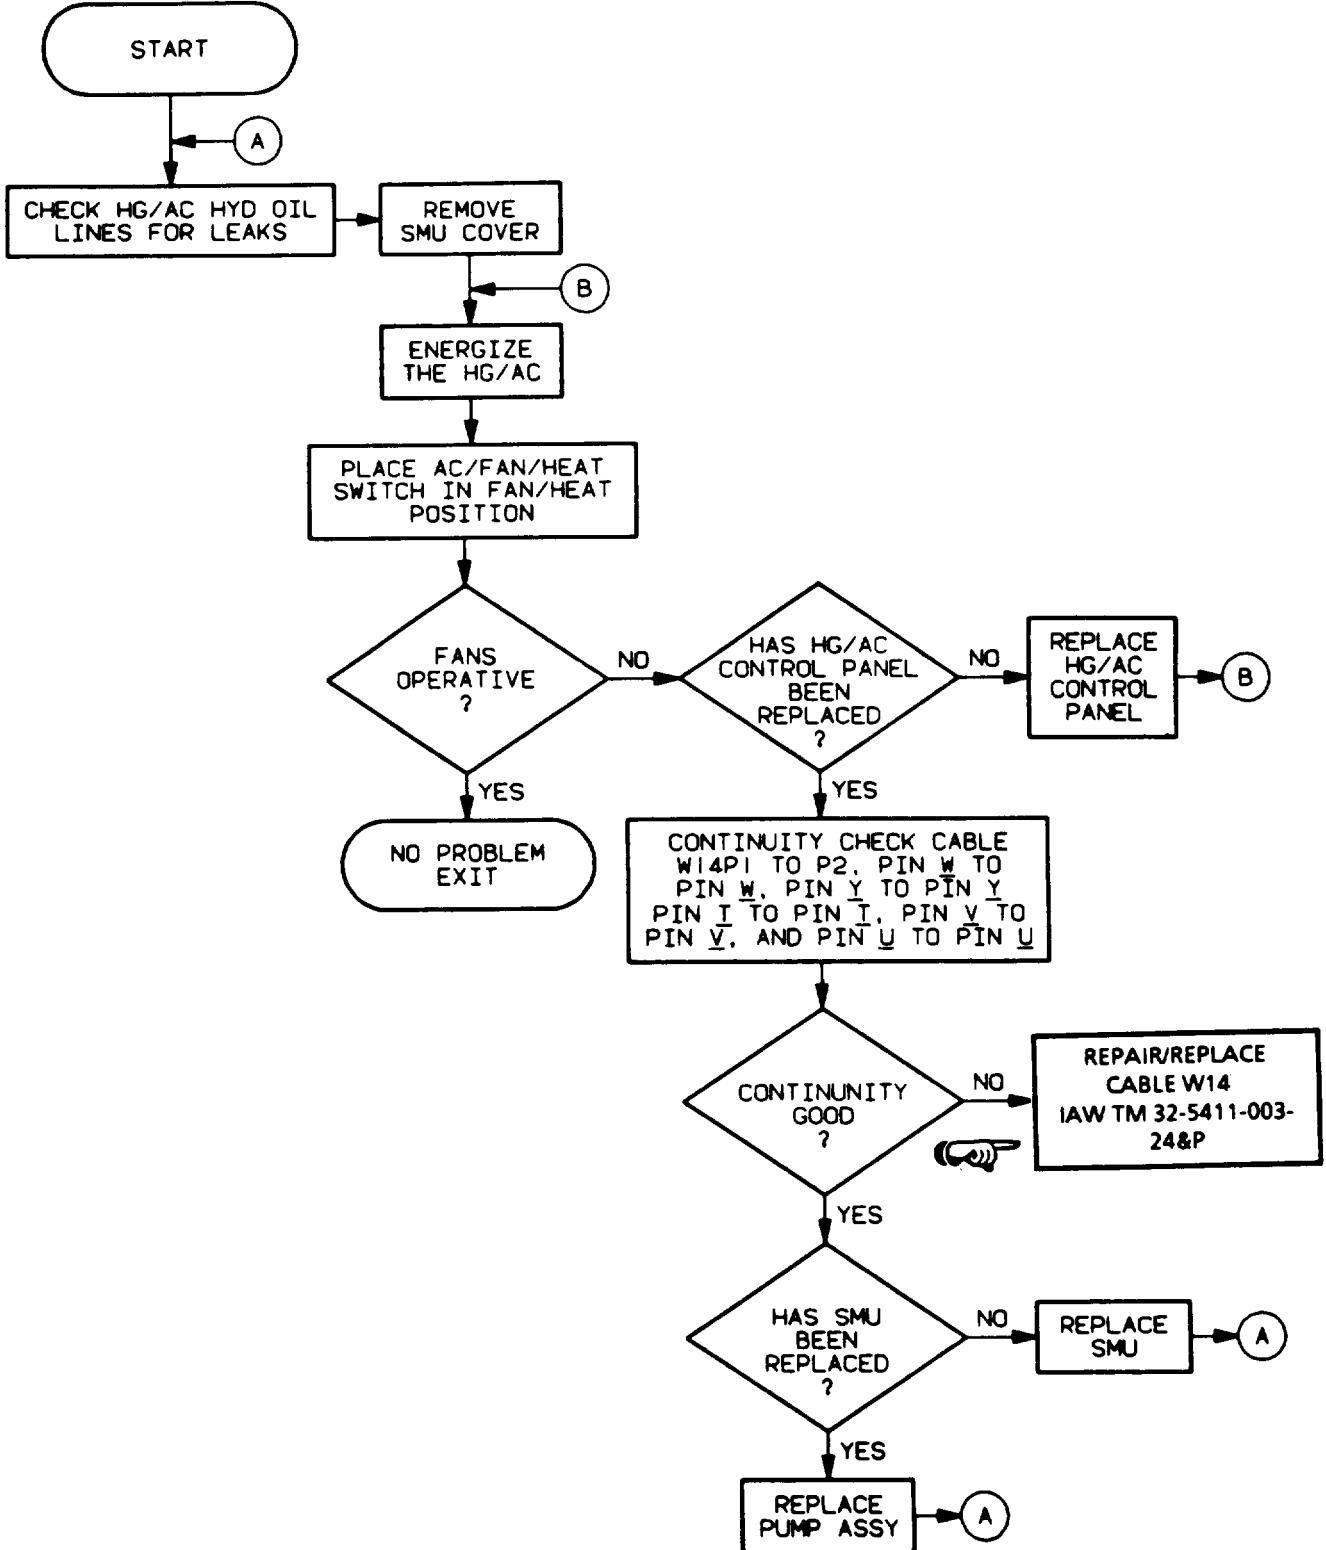 START
A
CHECK HG/AC HYD OIL
LINES FOR LEAKS
REMOVE
SMU COVER
B
ENERGIZE
THE HG/AC
PLACE AC/FAN/HEAT
SWITCH IN FAN/HEAT
POSITION
FANS
OPERATIVE
?
NO
HAS HG/AC
CONTROL PANEL
BEEN
REPLACED
?
NO
REPLACE
HG/AC
CONTROL
PANEL
B
YES
NO PROBLEM
EXIT
YES
CONTINUITY CHECK CABLE
W14P1 TO P2, PIN W TO
PIN W, PIN Y TO PIN Y
PIN T TO PIN T, PIN V TO
PIN V, AND PIN U TO PIN U
CONTINUNITY
GOOD
?
NO
REPAIR/REPLACE
CABLE W14
IAW TM 32-5411-003-
24&P
YES
HAS SMU
BEEN
REPLACED
?
NO
REPLACE
SMU
A
YES
REPLACE
PUMP ASSY
A